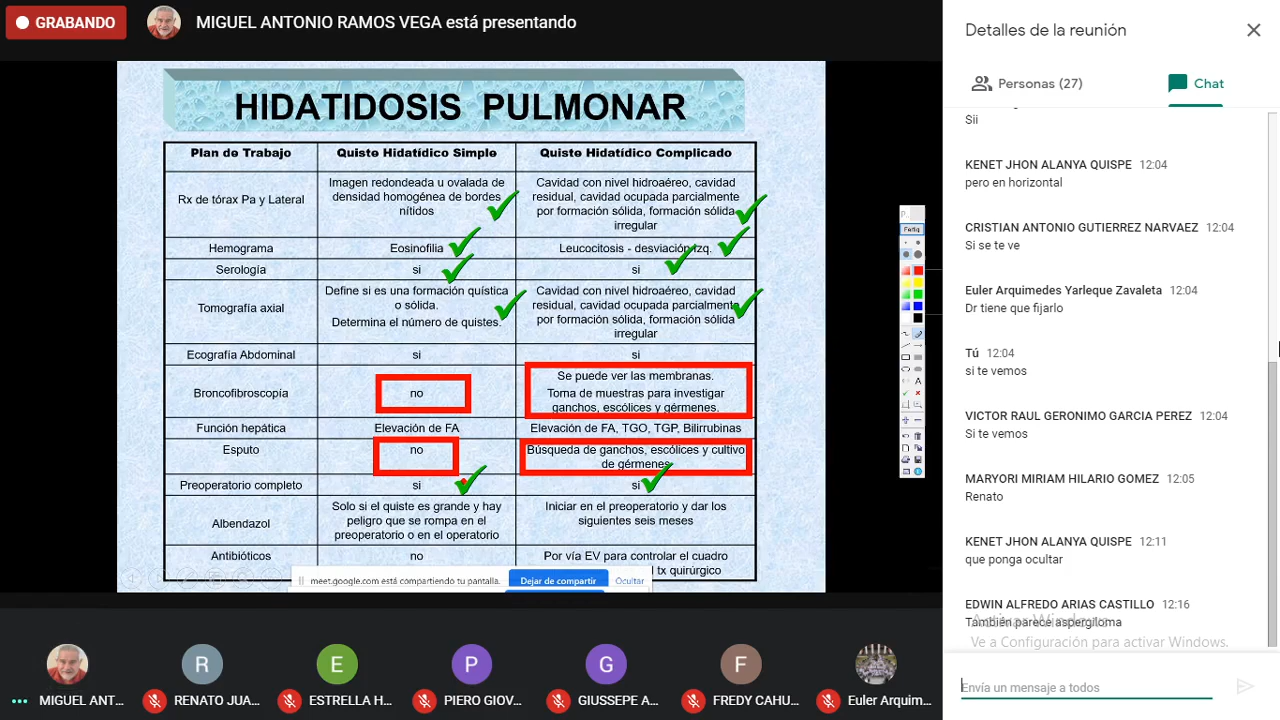 GRABANDO
MIGUEL ANTONIO RAMOS VEGA está presentando
HIDATIDOSIS PULMONAR
Plan de Trabajo
Quiste Hidatídico Simple
Quiste Hidatídico Complicado
Rx de tórax Pa y Lateral
Imagen redondeada u ovalada de
densidad homogénea de bordes
nítidos
Cavidad con nivel hidroaéreo, cavidad
residual, cavidad ocupada parcialmente
por formación sólida, formación sólida
irregular
Hemograma
Eosinofilia
Leucocitosis - desviación izq.
Serología
si
si
Tomografía axial
Define si es una formación quística
o sólida.
Determina el número de quistes.
Cavidad con nivel hidroaéreo, cavidad
residual, cavidad ocupada parcialmente
por formación sólida, formación sólida
irregular
Ecografía Abdominal
si
si
Broncofibroscopía
no
Se puede ver las membranas.
Toma de muestras para investigar
ganchos, escólices y gérmenes.
Función hepática
Elevación de FA
Elevación de FA, TGO, TGP, Bilirrubinas
Esputo
no
Búsqueda de ganchos, escólices y cultivo
de gérmenes
Preoperatorio completo
si
si
Albendazol
Solo si el quiste es grande y hay
peligro que se rompa en el
preoperatorio o en el operatorio
Iniciar en el preoperatorio y dar los
siguientes seis meses
Antibióticos
no
Por vía EV para controlar el cuadro
l tx quirúrgico
meet.google.com está compartiendo tu pantalla.
Dejar de compartir
Ocultar
MIGUEL ANT...
R
RENATO JUA...
E
ESTRELLA H...
P
PIERO GIOV...
G
GIUSSEPE A...
F
FREDY CAHU...
Euler Arquim...
Detalles de la reunión
Personas (27)
Chat
Sii
KENET JHON ALANYA QUISPE 12:04
pero en horizontal
CRISTIAN ANTONIO GUTIERREZ NARVAEZ 12:04
Si se te ve
Euler Arquimedes Yarleque Zavaleta 12:04
Dr tiene que fijarlo
Tú 12:04
si te vemos
VICTOR RAUL GERONIMO GARCIA PEREZ 12:04
Si te vemos
MARYORI MIRIAM HILARIO GOMEZ 12:05
Renato
KENET JHON ALANYA QUISPE 12:11
que ponga ocultar
EDWIN ALFREDO ARIAS CASTILLO 12:16
También parece aspergiloma
Activar Windows
Ve a Configuración para activar Windows.
Envía un mensaje a todos